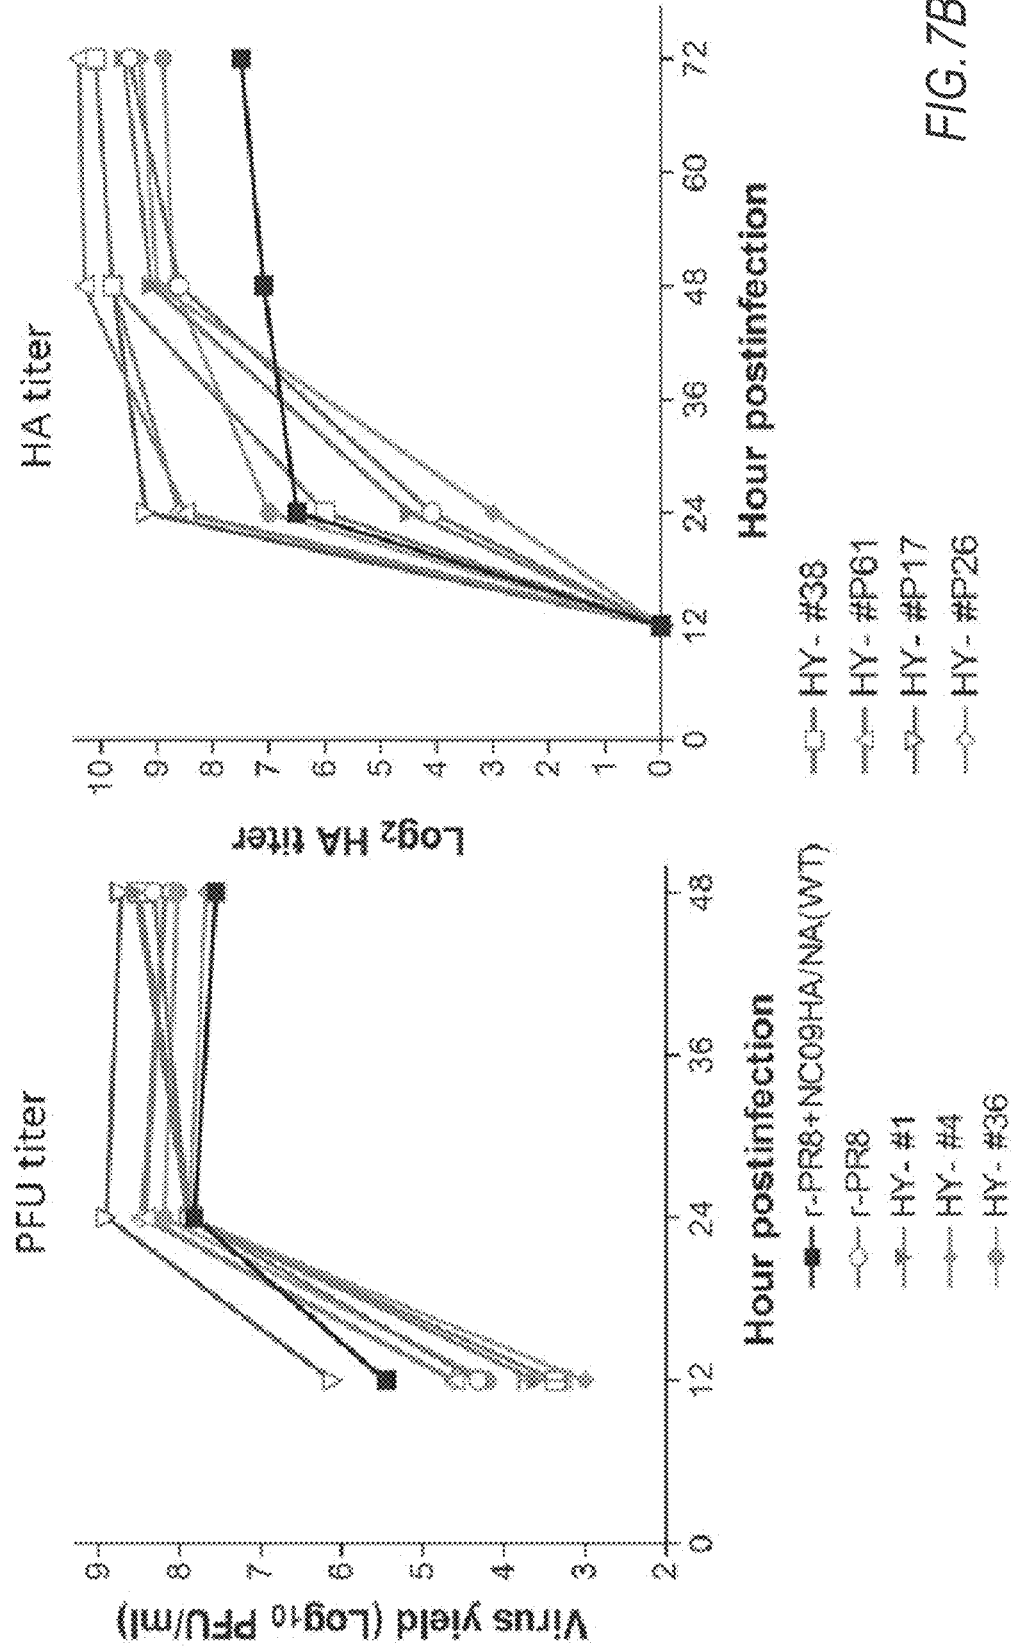 PFU titer
Virus yield (Log₁₀ PFU/ml)
9
8
7
6
5
4
3
2
0 12 24 36 48
Hour postinfection
HA titer
Log₂ HA titer
10
9
8
7
6
5
4
3
2
1
0
0 12 24 36 48 60 72
Hour postinfection
r-PR8+NC09HA/NA(WT)
r-PR8
HY- #1
HY- #4
HY- #36
HY- #38
HY- #P61
HY- #P17
HY- #P26
FIG.7B